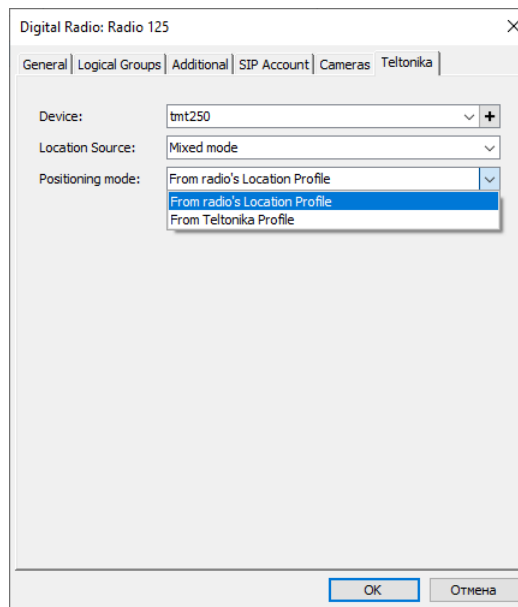 Digital Radio: Radio 125
General Logical Groups Additional SIP Account Cameras Teltonika
Device: tmt250
Location Source: Mixed mode
Positioning mode: From radio's Location Profile
From radio's Location Profile
From Teltonika Profile
OK Отмена